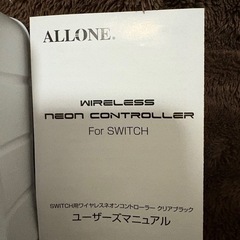 ALLONE®
WIRELESS
NEON CONTROLLER
For SWITCH
SWITCH用ワイヤレスネオンコントローラー クリアブラック
ユーザーズマニュアル